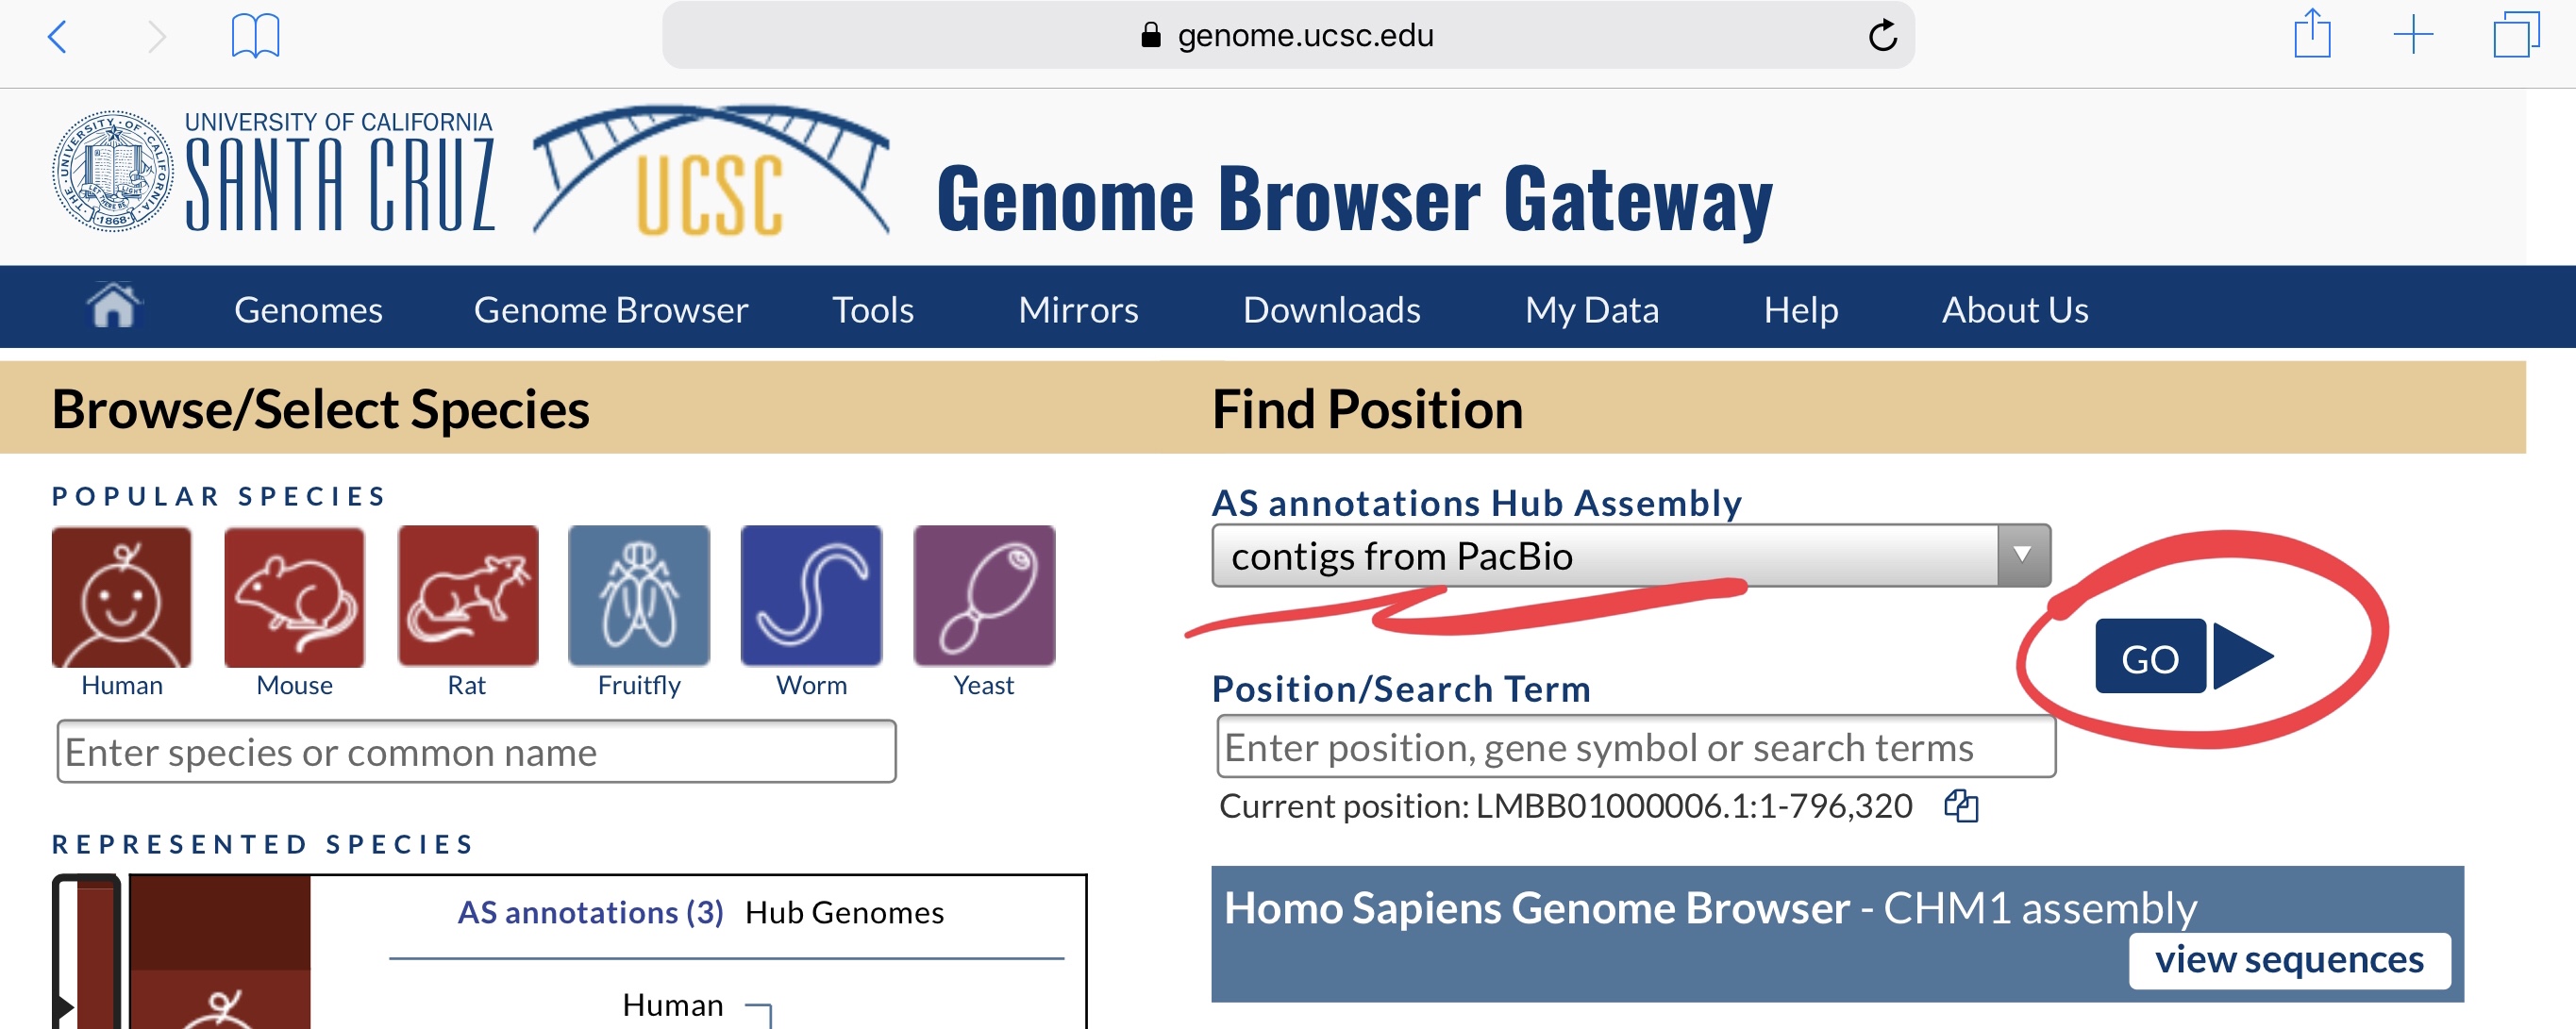 genome.ucsc.edu
UNIVERSITY OF CALIFORNIA
SANTA CRUZ
UCSC
Genome Browser Gateway
Genomes Genome Browser Tools Mirrors Downloads My Data Help About Us
Browse/Select Species
POPULAR SPECIES
Human Mouse Rat Fruitfly Worm Yeast
Enter species or common name
REPRESENTED SPECIES
AS annotations (3) Hub Genomes
Human
Find Position
AS annotations Hub Assembly
contigs from PacBio
GO
Position/Search Term
Enter position, gene symbol or search terms
Current position: LMBB01000006.1:1-796,320
Homo Sapiens Genome Browser - CHM1 assembly
view sequences